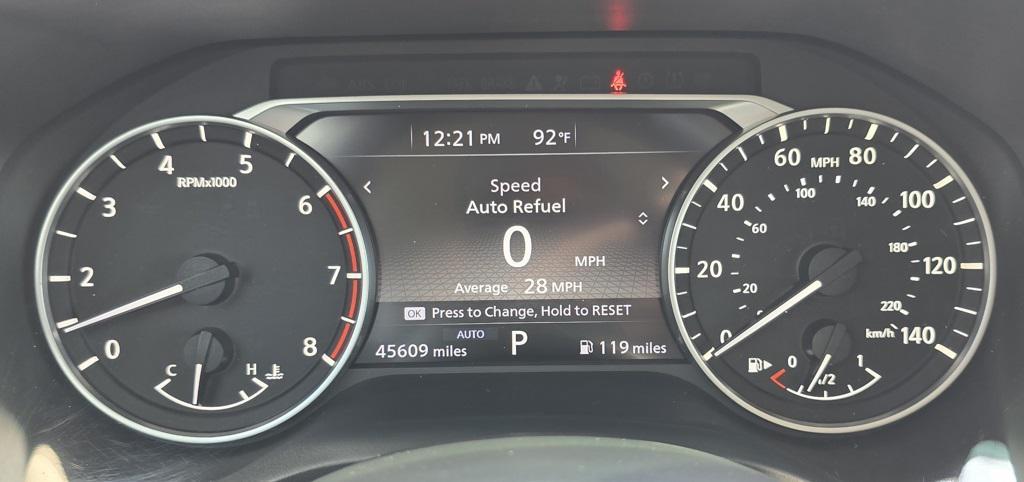 12:21 PM 92°F
Speed
Auto Refuel
0 MPH
Average 28 MPH
OK Press to Change, Hold to RESET
AUTO
45609 miles P 119 miles
RPMx1000
0 2 3 4 5 6 7 8
C H
MPH
0 20 40 60 80 100 120 140
20 60 100 140 180 220
km/h
0 1/2 1